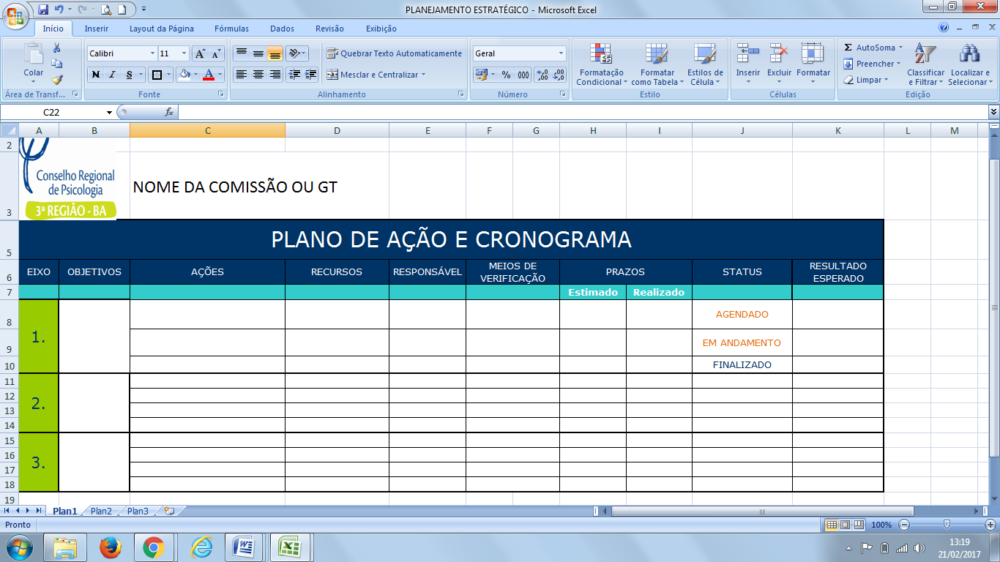 PLANEJAMENTO ESTRATÉGICO - Microsoft Excel
Início Inserir Layout da Página Fórmulas Dados Revisão Exibição
Colar
Calibri 11
N I S
A A A
Quebrar Texto Automaticamente
Mesclar e Centralizar
Geral
% 000
Formatação Condicional
Formatar como Tabela
Estilos de Célula
Inserir Excluir Formatar
Σ AutoSoma
Preencher
Limpar
Classificar e Filtrar
Localizar e Selecionar
Área de Transf... Fonte Alinhamento Número Estilo Células Edição
C22 fx
A B C D E F G H I J K L M
2
Conselho Regional
de Psicologia
3ª REGIÃO - BA
NOME DA COMISSÃO OU GT
3
PLANO DE AÇÃO E CRONOGRAMA
5
EIXO OBJETIVOS AÇÕES RECURSOS RESPONSÁVEL MEIOS DE VERIFICAÇÃO PRAZOS STATUS RESULTADO ESPERADO
6
7 Estimado Realizado
8 AGENDADO
1.
9 EM ANDAMENTO
10 FINALIZADO
11
12
2.
13
14
15
16
3.
17
18
19
Plan1 Plan2 Plan3
Pronto 100%
13:19
21/02/2017